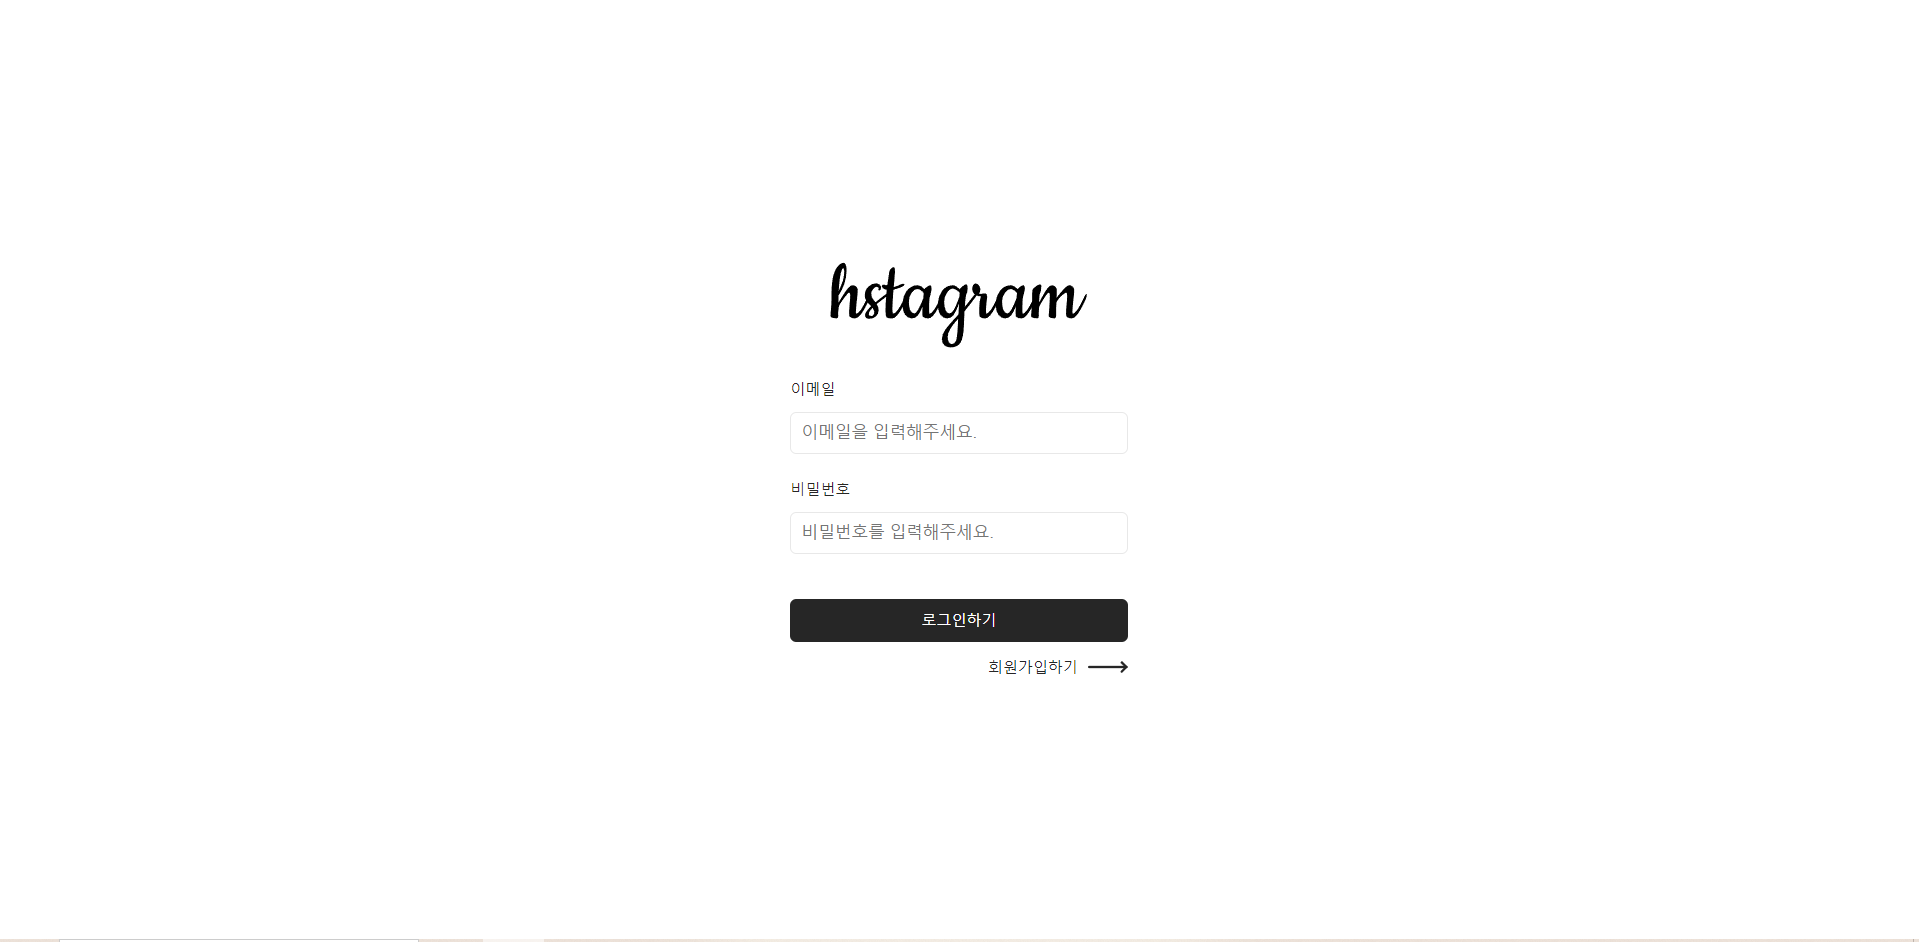 hstagram
이메일
이메일을 입력해주세요.
비밀번호
비밀번호를 입력해주세요.
로그인하기
회원가입하기